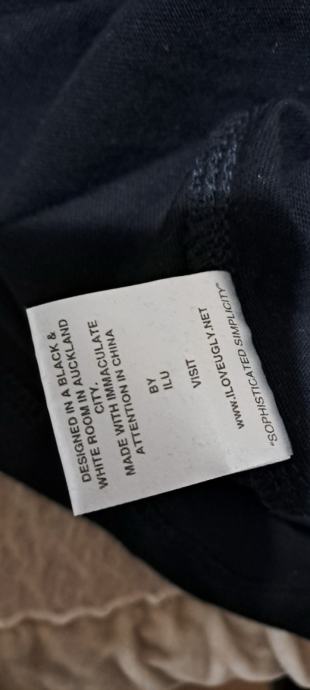 DESIGNED IN A BLACK &
WHITE ROOM IN AUCKLAND
CITY.
MADE WITH IMMACULATE
ATTENTION IN CHINA
BY
ILU
VISIT
www.ILOVEUGLY.NET
"SOPHISTICATED.SIMPLICITY"